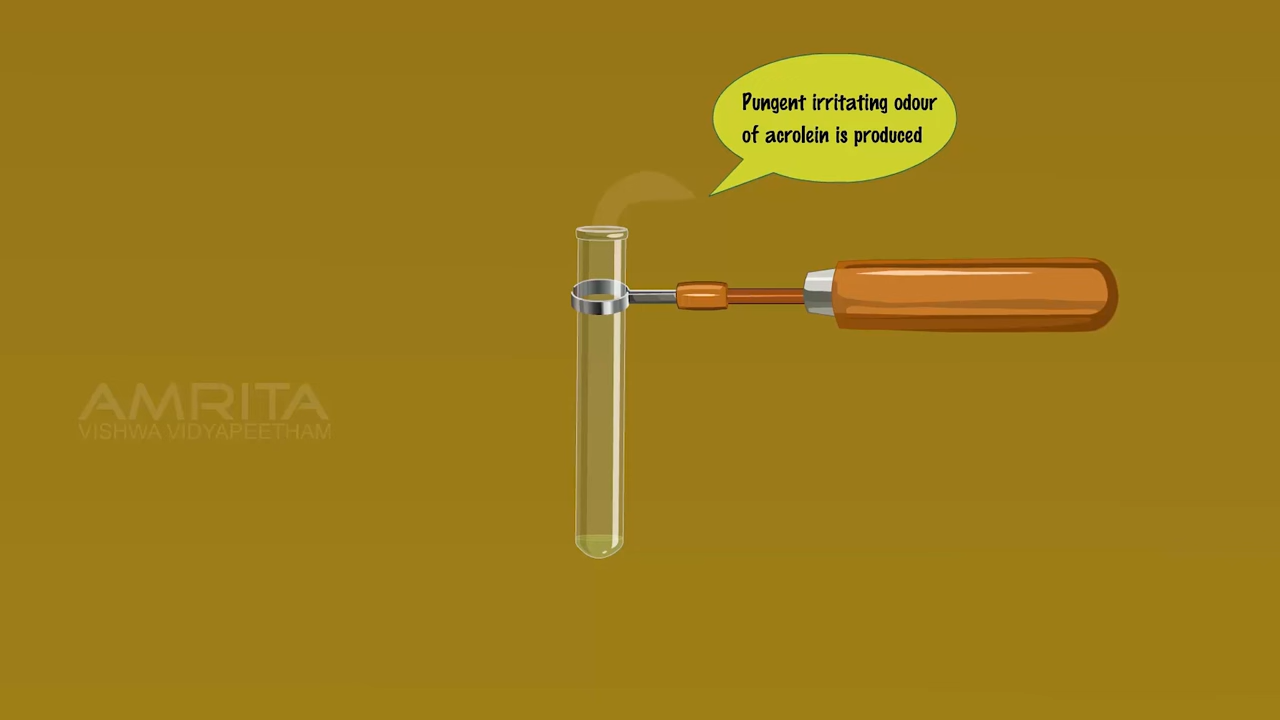 Pungent irritating odour
of acrolein is produced
AMRITA
VISHWA VIDYAPEETHAM